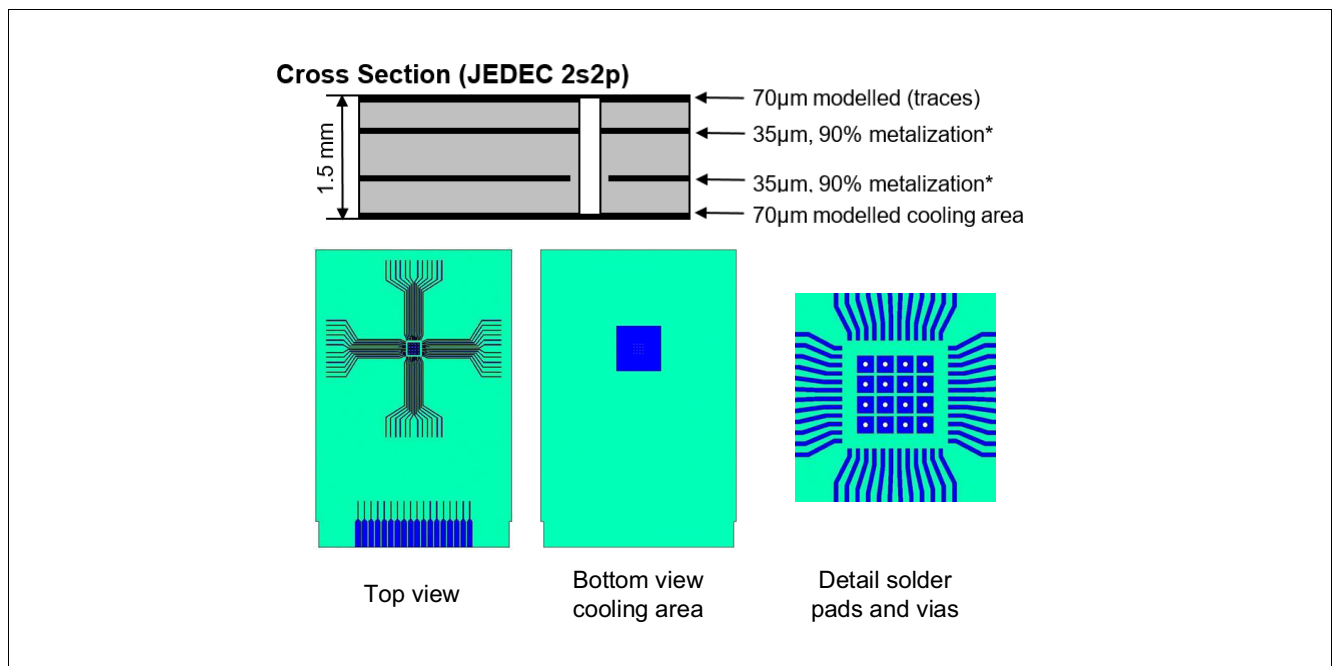 Cross Section (JEDEC 2s2p)
70µm modelled (traces)
35µm, 90% metalization*
1.5 mm
35µm, 90% metalization*
70µm modelled cooling area
Top view
Bottom view
cooling area
Detail solder
pads and vias